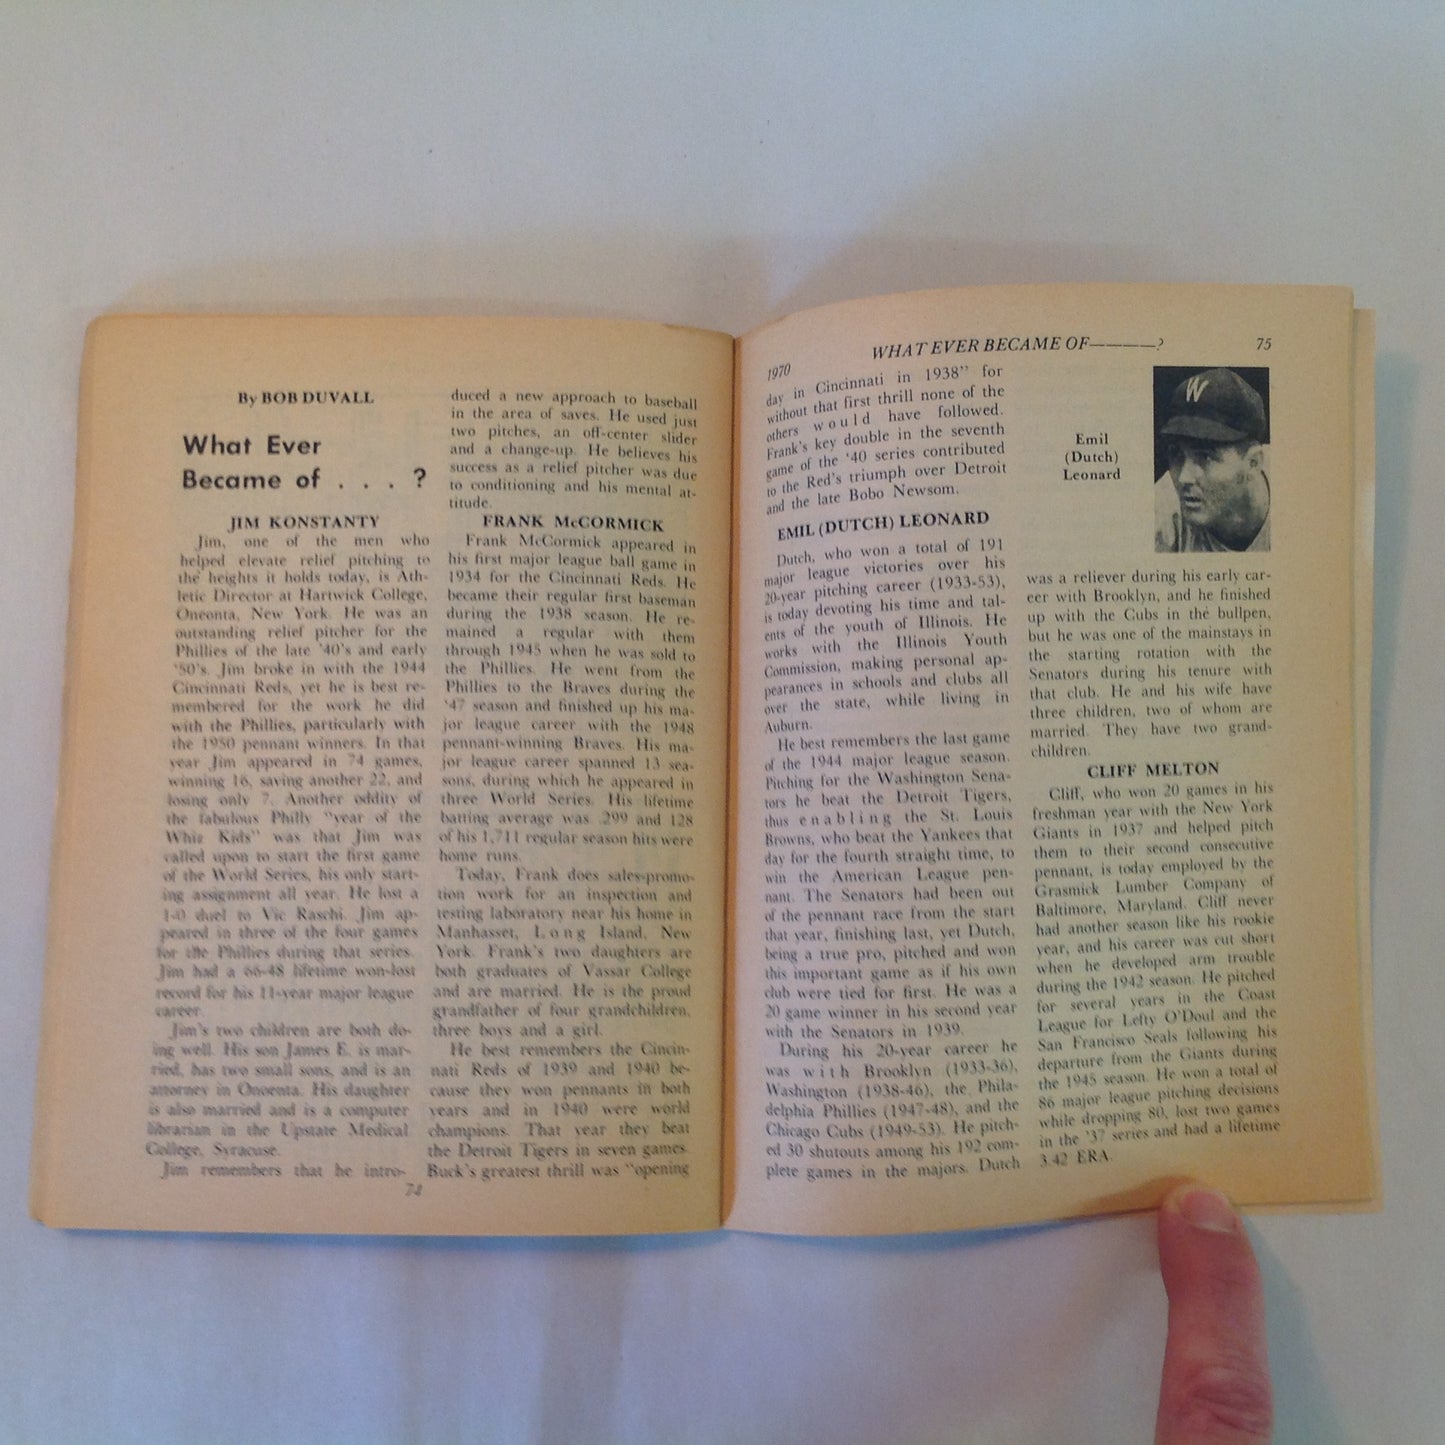 By BOB DUVALL
What Ever
Became of . . . ?
JIM KONSTANTY
Jim, one of the men who
helped elevate relief pitching to
the heights it holds today, is Ath-
letic Director at Hartwick College,
Oneonta, New York. He was an
outstanding relief pitcher for the
Phillies of the late '40's and early
'50's. Jim broke in with the 1944
Cincinnati Reds, yet he is best re-
membered for the work he did
with the Phillies, particularly with
the 1950 pennant winners. In that
year Jim appeared in 74 games,
winning 16, saving another 22, and
losing only 7. Another oddity of
the fabulous Philly "year of the
Whiz Kids" was that Jim was
called upon to start the first game
of the World Series, his only start-
ing assignment all year. He lost a
1-0 duel to Vic Raschi. Jim ap-
peared in three of the four games
for the Phillies during that series.
Jim had a 66-48 lifetime won-lost
record for his 11-year major league
career.
Jim's two children are both do-
ing well. His son James E. is mar-
ried, has two small sons, and is an
attorney in Onoenta. His daughter
is also married and is a computer
librarian in the Upstate Medical
College, Syracuse.
Jim remembers that he intro-
duced a new approach to baseball
in the area of saves. He used just
two pitches, an off-center slider
and a change-up. He believes his
success as a relief pitcher was due
to conditioning and his mental at-
titude.
FRANK McCORMICK
Frank McCormick appeared in
his first major league ball game in
1934 for the Cincinnati Reds. He
became their regular first baseman
during the 1938 season. He re-
mained a regular with them
through 1945 when he was sold to
the Phillies. He went from the
Phillies to the Braves during the
'47 season and finished up his ma-
jor league career with the 1948
pennant-winning Braves. His ma-
jor league career spanned 13 sea-
sons, during which he appeared in
three World Series. His lifetime
batting average was .299 and 128
of his 1,711 regular season hits were
home runs.
Today, Frank does sales-promo-
tion work for an inspection and
testing laboratory near his home in
Manhasset, Long Island, New
York. Frank's two daughters are
both graduates of Vassar College
and are married. He is the proud
grandfather of four grandchildren,
three boys and a girl.
He best remembers the Cincin-
nati Reds of 1939 and 1940 be-
cause they won pennants in both
years and in 1940 were world
champions. That year they beat
the Detroit Tigers in seven games.
Buck's greatest thrill was "opening
74
1970
WHAT EVER BECAME OF————?
75
day in Cincinnati in 1938" for
without that first thrill none of the
others would have followed.
Frank's key double in the seventh
game of the '40 series contributed
to the Red's triumph over Detroit
and the late Bobo Newsom.
EMIL (DUTCH) LEONARD
Dutch, who won a total of 191
major league victories over his
20-year pitching career (1933-53),
is today devoting his time and tal-
ents of the youth of Illinois. He
works with the Illinois Youth
Commission, making personal ap-
pearances in schools and clubs all
over the state, while living in
Auburn.
He best remembers the last game
of the 1944 major league season.
Pitching for the Washington Sena-
tors he beat the Detroit Tigers,
thus enabling the St. Louis
Browns, who beat the Yankees that
day for the fourth straight time, to
win the American League pen-
nant. The Senators had been out
of the pennant race from the start
that year, finishing last, yet Dutch,
being a true pro, pitched and won
this important game as if his own
club were tied for first. He was a
20 game winner in his second year
with the Senators in 1939.
During his 20-year career he
was with Brooklyn (1933-36),
Washington (1938-46), the Phila-
delphia Phillies (1947-48), and the
Chicago Cubs (1949-53). He pitch-
ed 30 shutouts among his 192 com-
plete games in the majors. Dutch
Emil
(Dutch)
Leonard
W
was a reliever during his early car-
eer with Brooklyn, and he finished
up with the Cubs in the bullpen,
but he was one of the mainstays in
the starting rotation with the
Senators during his tenure with
that club. He and his wife have
three children, two of whom are
married. They have two grand-
children.
CLIFF MELTON
Cliff, who won 20 games in his
freshman year with the New York
Giants in 1937 and helped pitch
them to their second consecutive
pennant, is today employed by the
Grasmick Lumber Company of
Baltimore, Maryland. Cliff never
had another season like his rookie
year, and his career was cut short
when he developed arm trouble
during the 1942 season. He pitched
for several years in the Coast
League for Lefty O'Doul and the
San Francisco Seals following his
departure from the Giants during
the 1945 season. He won a total of
86 major league pitching decisions
while dropping 80, lost two games
in the '37 series and had a lifetime
3.42 ERA.